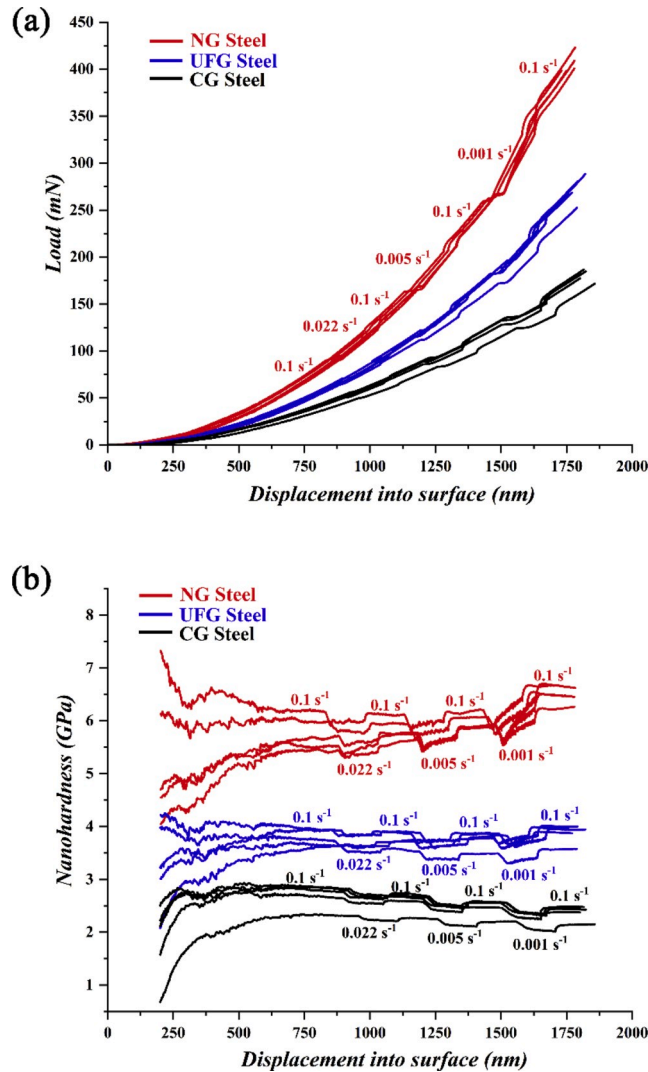 (a)
NG Steel
UFG Steel
CG Steel
450
400
350
300
250
200
150
100
50
0
Load (mN)
0.1 s⁻¹
0.001 s⁻¹
0.1 s⁻¹
0.005 s⁻¹
0.1 s⁻¹
0.022 s⁻¹
0.1 s⁻¹
0 250 500 750 1000 1250 1500 1750 2000
Displacement into surface (nm)
(b)
NG Steel
UFG Steel
CG Steel
8
7
6
5
4
3
2
1
Nanohardness (GPa)
0.1 s⁻¹
0.1 s⁻¹
0.1 s⁻¹
0.1 s⁻¹
0.022 s⁻¹
0.005 s⁻¹
0.001 s⁻¹
0.1 s⁻¹
0.1 s⁻¹
0.1 s⁻¹
0.1 s⁻¹
0.022 s⁻¹
0.005 s⁻¹
0.001 s⁻¹
0.1 s⁻¹
0.1 s⁻¹
0.1 s⁻¹
0.1 s⁻¹
0.022 s⁻¹
0.005 s⁻¹
0.001 s⁻¹
0 250 500 750 1000 1250 1500 1750 2000
Displacement into surface (nm)